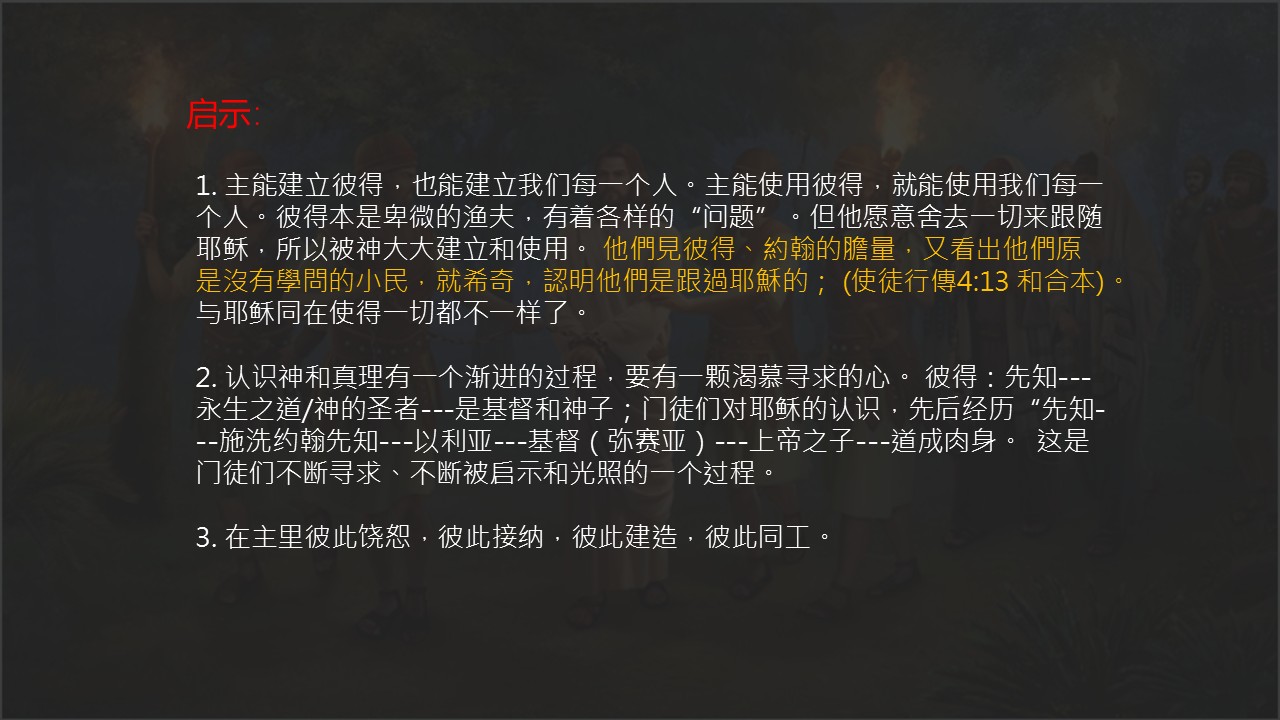 启示:
1. 主能建立彼得，也能建立我们每一个人。主能使用彼得，就能使用我们每一
个人。彼得本是卑微的渔夫，有着各样的“问题”。但他愿意舍去一切来跟随
耶稣，所以被神大大建立和使用。 他們見彼得、約翰的膽量，又看出他們原
是沒有學問的小民，就希奇，認明他們是跟過耶穌的； (使徒行傳4:13 和合本)。
与耶稣同在使得一切都不一样了。
2. 认识神和真理有一个渐进的过程，要有一颗渴慕寻求的心。 彼得：先知---
永生之道/神的圣者---是基督和神子；门徒们对耶稣的认识，先后经历“先知-
--施洗约翰先知---以利亚---基督（弥赛亚）---上帝之子---道成肉身。 这是
门徒们不断寻求、不断被启示和光照的一个过程。
3. 在主里彼此饶恕，彼此接纳，彼此建造，彼此同工。